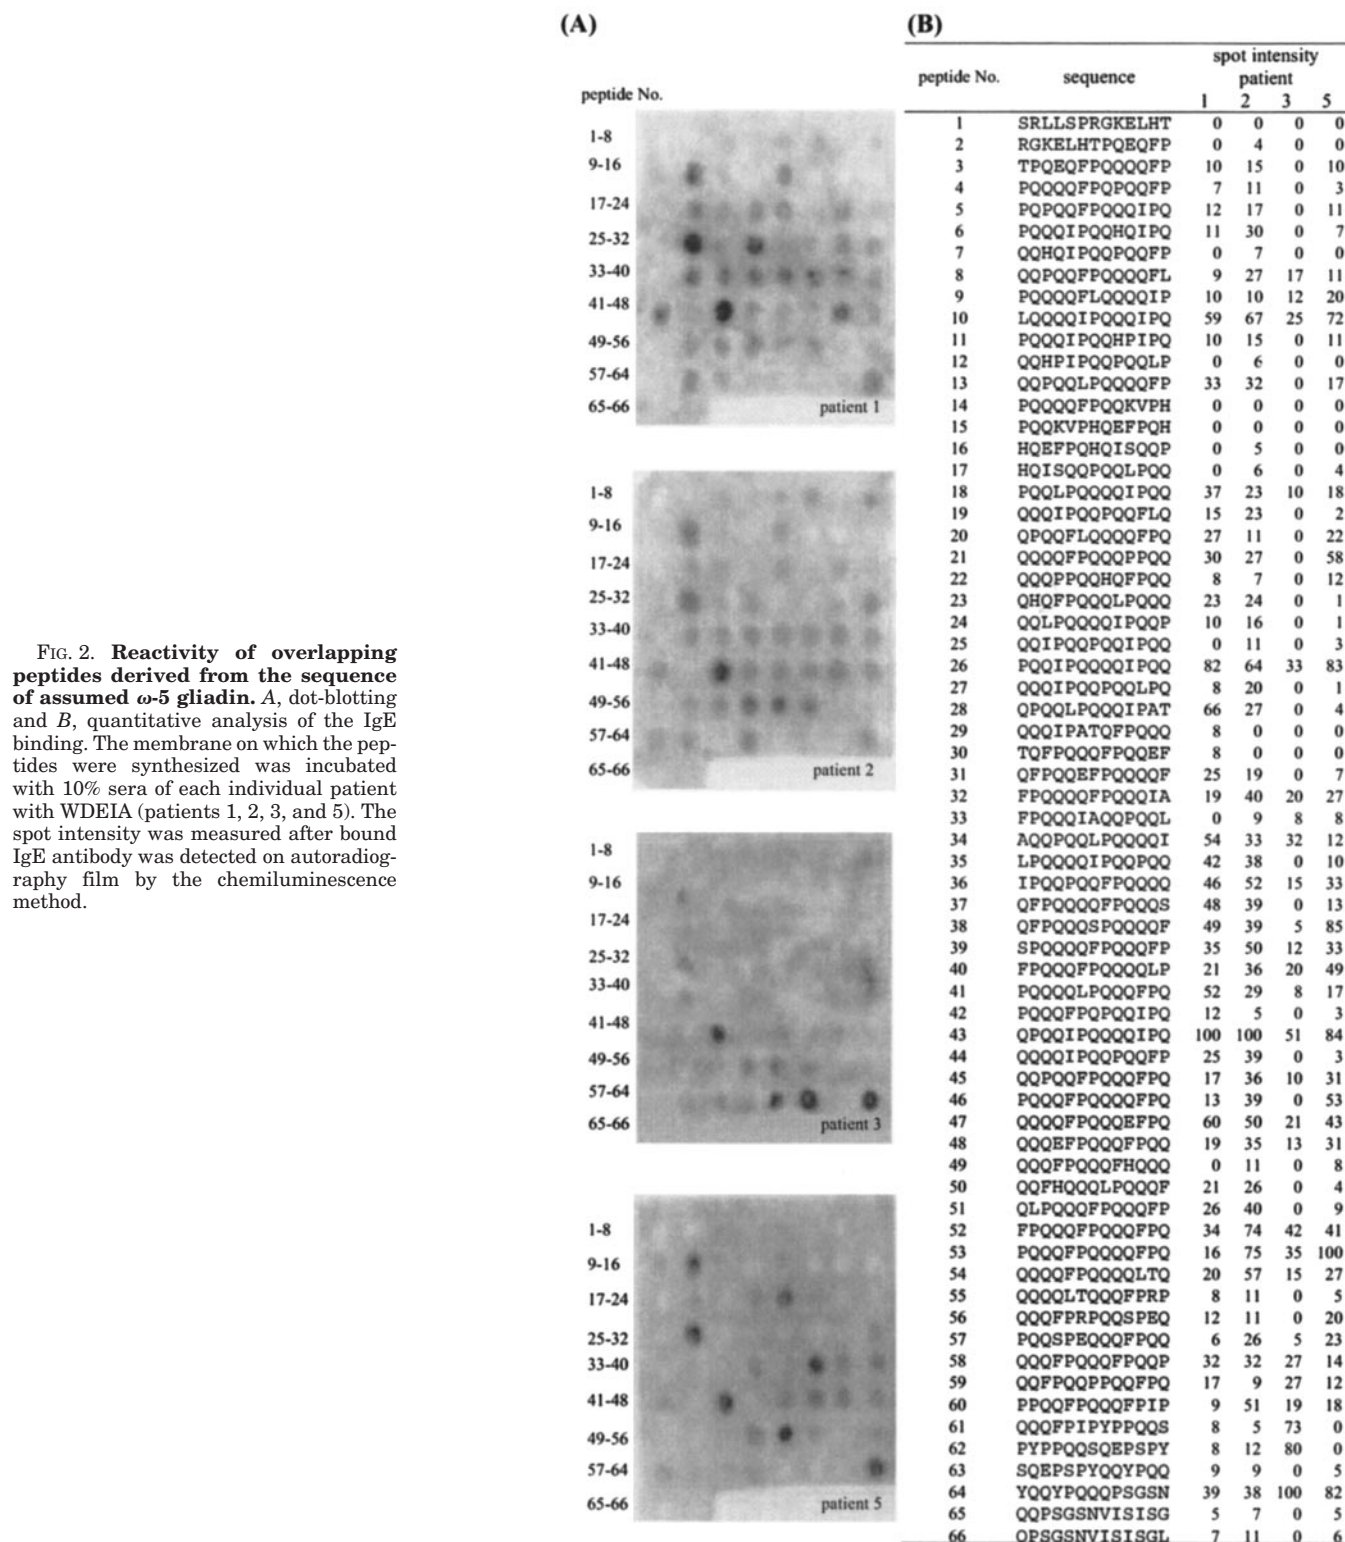 (A)
peptide No.
1-8
9-16
17-24
25-32
33-40
41-48
49-56
57-64
65-66
patient 1
1-8
9-16
17-24
25-32
33-40
41-48
49-56
57-64
65-66
patient 2
1-8
9-16
17-24
25-32
33-40
41-48
49-56
57-64
65-66
patient 3
1-8
9-16
17-24
25-32
33-40
41-48
49-56
57-64
65-66
patient 5
(B)
spot intensity
peptide No. sequence patient
1 2 3 5
1 SRLLSPRGKELHT 0 0 0 0
2 RGKELHTPQEQFP 0 4 0 0
3 TPQEQFPQQQQFP 10 15 0 10
4 PQQQQFPQPQQFP 7 11 0 3
5 PQPQQFPQQQIPQ 12 17 0 11
6 PQQQIPQQHQIPQ 11 30 0 7
7 QQHQIPQQPQQFP 0 7 0 0
8 QQPQQFPQQQQFL 9 27 17 11
9 PQQQQFLQQQQIP 10 10 12 20
10 LQQQQIPQQQIPQ 59 67 25 72
11 PQQQIPQQHPIPQ 10 15 0 11
12 QQHPIPQQPQQLP 0 6 0 0
13 QQPQQLPQQQQFP 33 32 0 17
14 PQQQQFPQQKVPH 0 0 0 0
15 PQQKVPHQEFPQH 0 0 0 0
16 HQEFPQHQISQQP 0 5 0 0
17 HQISQQPQQLPQQ 0 6 0 4
18 PQQLPQQQQIPQQ 37 23 10 18
19 QQQIPQQPQQFLQ 15 23 0 2
20 QPQQFLQQQQFPQ 27 11 0 22
21 QQQQFPQQQPPQQ 30 27 0 58
22 QQQPPQQHQFPQQ 8 7 0 12
23 QHQFPQQQLPQQQ 23 24 0 1
24 QQLPQQQQIPQQP 10 16 0 1
25 QQIPQQPQQIPQQ 0 11 0 3
26 PQQIPQQQQIPQQ 82 64 33 83
27 QQQIPQQPQQLPQ 8 20 0 1
28 QPQQLPQQQIPAT 66 27 0 4
29 QQQIPATQFPQQQ 8 0 0 0
30 TQFPQQQFPQQEF 8 0 0 0
31 QFPQQEFPQQQQF 25 19 0 7
32 FPQQQQFPQQQIA 19 40 20 27
33 FPQQQIAQQPQQL 0 9 8 8
34 AQQPQQLPQQQQI 54 33 32 12
35 LPQQQQIPQQPQQ 42 38 0 10
36 IPQQPQQFPQQQQ 46 52 15 33
37 QFPQQQQFPQQQS 48 39 0 13
38 QFPQQQSPQQQQF 49 39 5 85
39 SPQQQQFPQQQFP 35 50 12 33
40 FPQQQFPQQQQLP 21 36 20 49
41 PQQQQLPQQQFPQ 52 29 8 17
42 PQQQFPQPQQIPQ 12 5 0 3
43 QPQQIPQQQQIPQ 100 100 51 84
44 QQQQIPQQPQQFP 25 39 0 3
45 QQPQQFPQQQFPQ 17 36 10 31
46 PQQQFPQQQQFPQ 13 39 0 53
47 QQQQFPQQQEFPQ 60 50 21 43
48 QQQEFPQQQFPQQ 19 35 13 31
49 QQQFPQQQFHQQQ 0 11 0 8
50 QQFHQQQLPQQQF 21 26 0 4
51 QLPQQQFPQQQFP 26 40 0 9
52 FPQQQFPQQQFPQ 34 74 42 41
53 PQQQFPQQQQFPQ 16 75 35 100
54 QQQQFPQQQQLTQ 20 57 15 27
55 QQQQLTQQQFPRP 8 11 0 5
56 QQQFPRPQQSPEQ 12 11 0 20
57 PQQSPEQQQFPQQ 6 26 5 23
58 QQQFPQQQFPQQP 32 32 27 14
59 QQFPQQPPQQFPQ 17 9 27 12
60 PPQQFPQQQFPIP 9 51 19 18
61 QQQFPIPYPPQQS 8 5 73 0
62 PYPPQQSQEPSPY 8 12 80 0
63 SQEPSPYQQYPQQ 9 9 0 5
64 YQQYPQQQPSGSN 39 38 100 82
65 QQPSGSNVISISG 5 7 0 5
66 QPSGSNVISISGL 7 11 0 6
FIG. 2. Reactivity of overlapping
peptides derived from the sequence
of assumed ω-5 gliadin. A, dot-blotting
and B, quantitative analysis of the IgE
binding. The membrane on which the pep-
tides were synthesized was incubated
with 10% sera of each individual patient
with WDEIA (patients 1, 2, 3, and 5). The
spot intensity was measured after bound
IgE antibody was detected on autoradiog-
raphy film by the chemiluminescence
method.